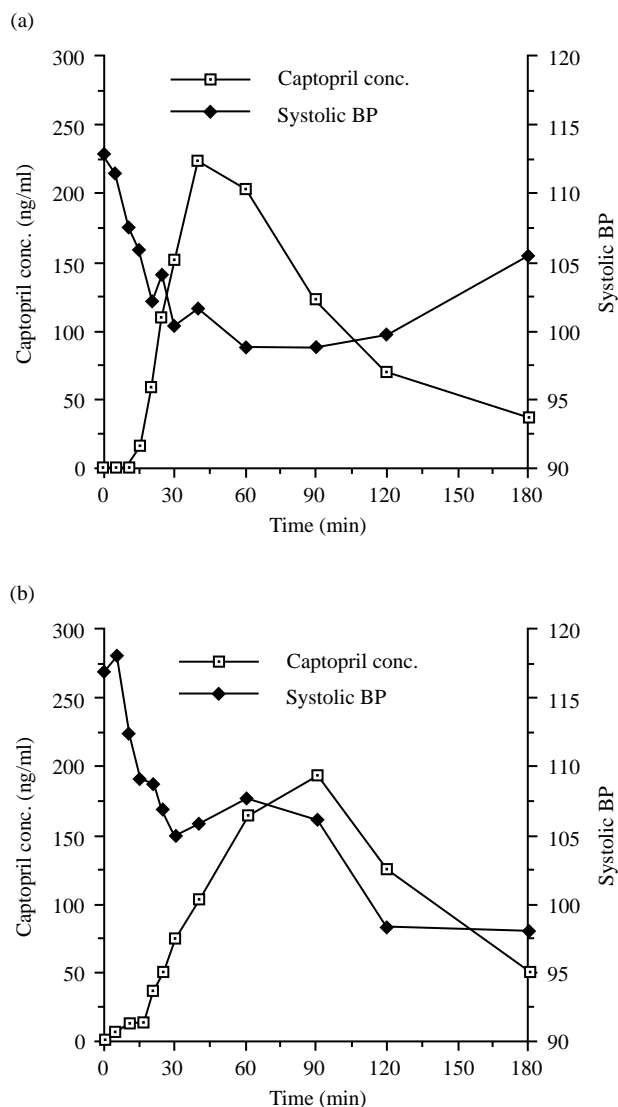 (a)
300
250
200
150
100
50
0
Captopril conc. (ng/ml)
120
115
110
105
100
95
90
Systolic BP
Captopril conc.
Systolic BP
0 30 60 90 120 150 180
Time (min)
(b)
300
250
200
150
100
50
0
Captopril conc. (ng/ml)
120
115
110
105
100
95
90
Systolic BP
Captopril conc.
Systolic BP
0 30 60 90 120 150 180
Time (min)